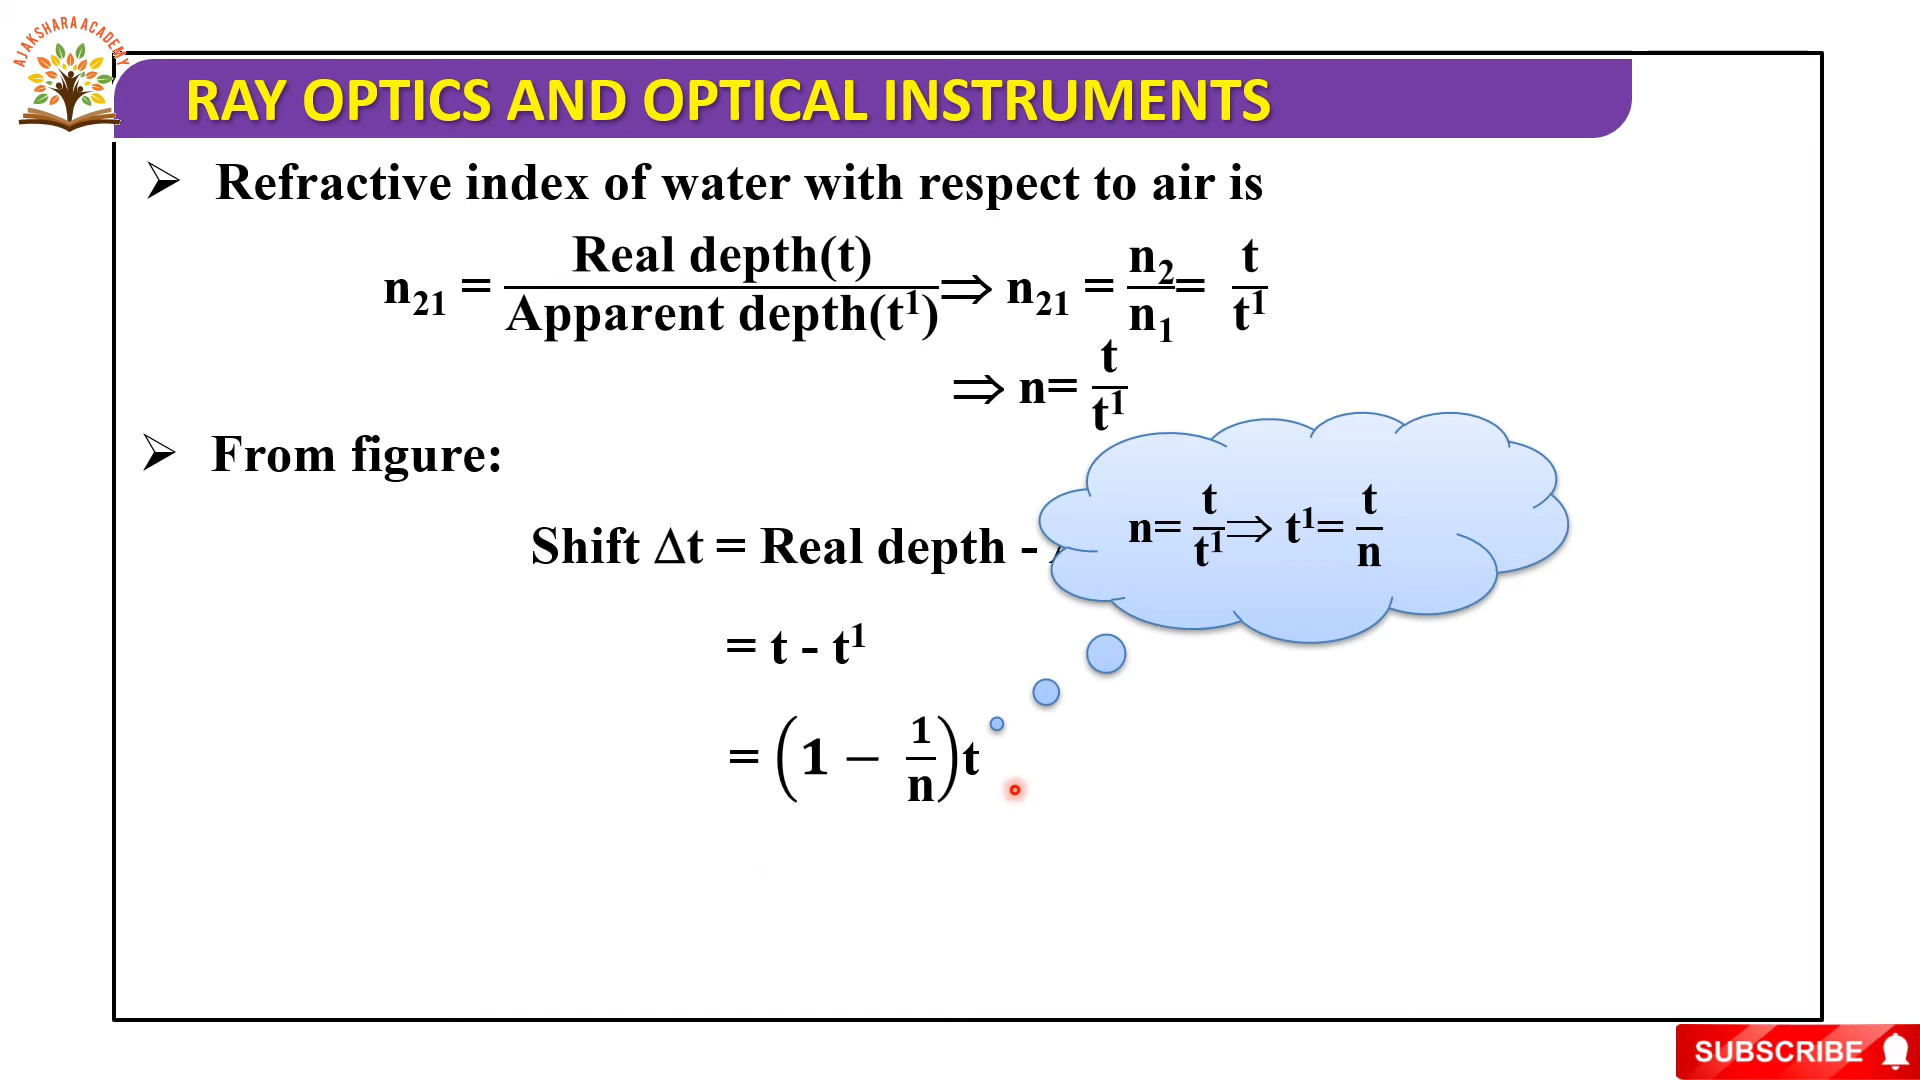 AJAKSHARA ACADEMY
RAY OPTICS AND OPTICAL INSTRUMENTS
➢ Refractive index of water with respect to air is
n₂₁ = Real depth(t) / Apparent depth(t¹) ⇒ n₂₁ = n₂/n₁ = t/t¹
⇒ n= t/t¹
➢ From figure:
n= t/t¹ ⇒ t¹= t/n
Shift Δt = Real depth -
= t - t¹
= (1 − 1/n)t
SUBSCRIBE